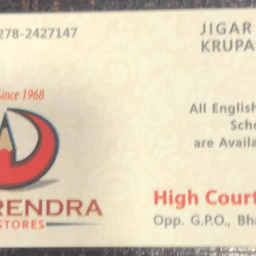 278-2427147
JIGAR
KRUPA
Since 1968
All English
Scho
are Availa
RENDRA
STORES
High Court
Opp. G.P.O., Bha